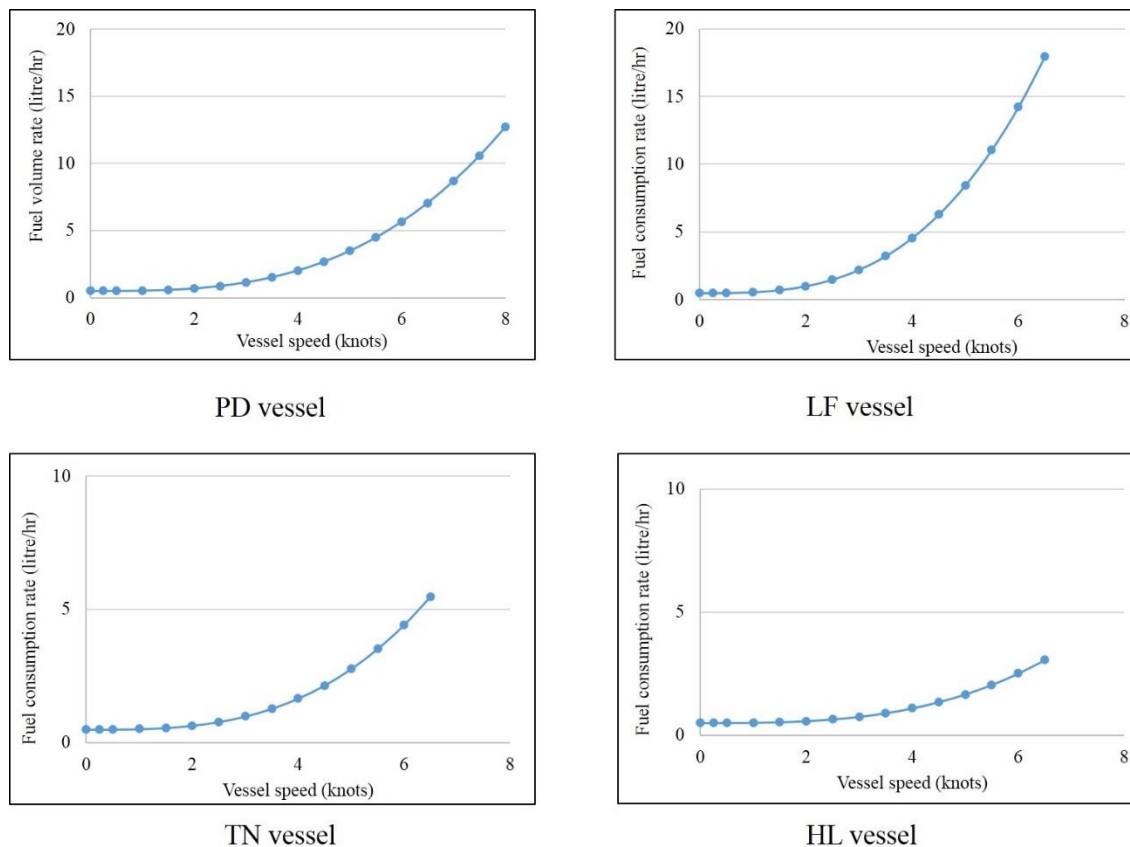 20
15
10
5
0
0 2 4 6 8
Fuel volume rate (litre/hr)
Vessel speed (knots)
PD vessel
20
15
10
5
0
0 2 4 6 8
Fuel consumption rate (litre/hr)
Vessel speed (knots)
LF vessel
10
5
0
0 2 4 6 8
Fuel consumption rate (litre/hr)
Vessel speed (knots)
TN vessel
10
5
0
0 2 4 6 8
Fuel consumption rate (litre/hr)
Vessel speed (knots)
HL vessel